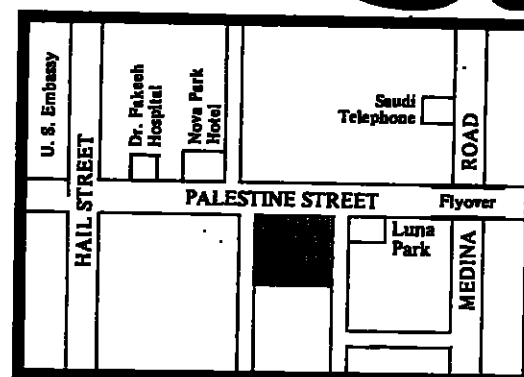 U. S. Embassy
HAIL STREET
Dr. Fakeeh
Hospital
Nova Park
Hotel
Saudi
Telephone
ROAD
PALESTINE STREET
Flyover
Luna
Park
MEDINA